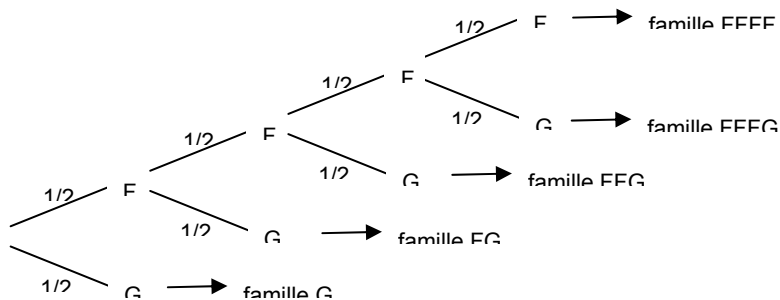 1/2 F famille FFFF
1/2 F
1/2 G famille FFFG
1/2 F
1/2 G famille FFG
1/2 F
1/2 G famille FG
1/2 G famille G